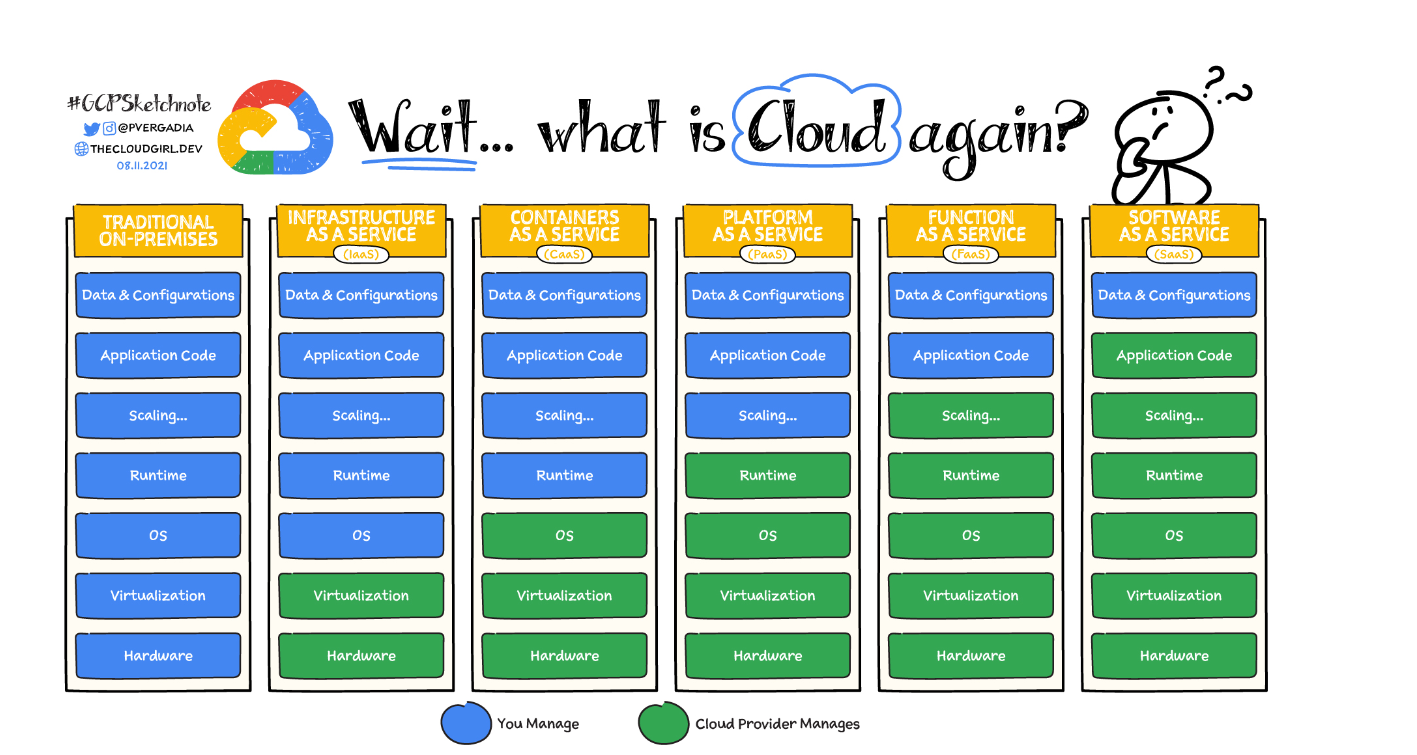 #GCPSketchnote
@PVERGADIA
THECLOUDGIRL.DEV
08.11.2021
Wait... what is Cloud again?
? ?
TRADITIONAL
ON-PREMISES
Data & Configurations
Application Code
Scaling...
Runtime
OS
Virtualization
Hardware
INFRASTRUCTURE
AS A SERVICE
(IaaS)
Data & Configurations
Application Code
Scaling...
Runtime
OS
Virtualization
Hardware
CONTAINERS
AS A SERVICE
(CaaS)
Data & Configurations
Application Code
Scaling...
Runtime
OS
Virtualization
Hardware
PLATFORM
AS A SERVICE
(PaaS)
Data & Configurations
Application Code
Scaling...
Runtime
OS
Virtualization
Hardware
FUNCTION
AS A SERVICE
(FaaS)
Data & Configurations
Application Code
Scaling...
Runtime
OS
Virtualization
Hardware
SOFTWARE
AS A SERVICE
(SaaS)
Data & Configurations
Application Code
Scaling...
Runtime
OS
Virtualization
Hardware
You Manage
Cloud Provider Manages